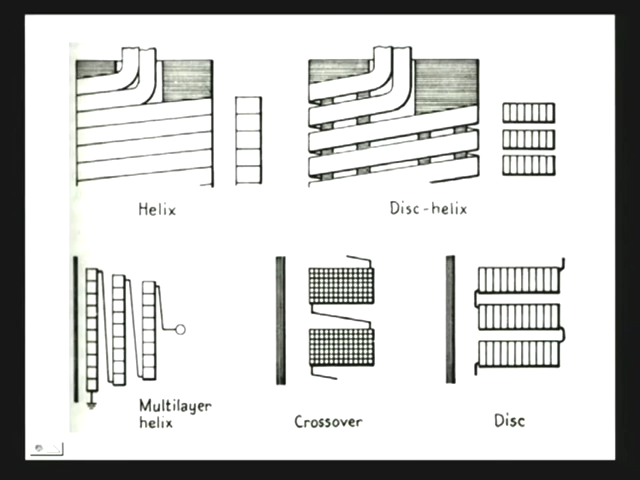 Helix
Disc-helix
Multilayer
helix
Crossover
Disc